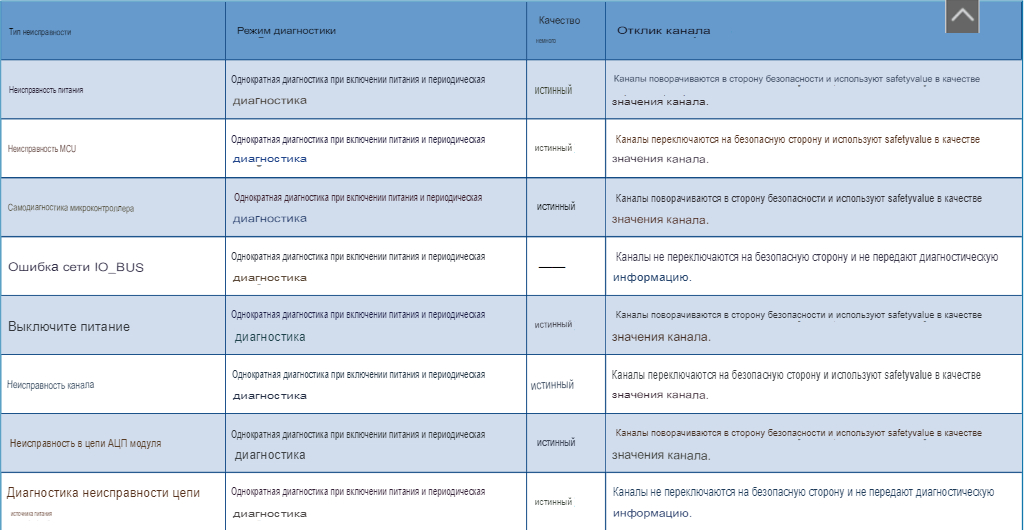 Тип неисправности
Режим диагностики
Качество
немного
Отклик канала
Неисправность питания
Однократная диагностика при включении питания и периодическая
диагностика
истинный
Каналы поворачиваются в сторону безопасности и используют safetyvalue в качестве
значения канала.
Неисправность MCU
Однократная диагностика при включении питания и периодическая
диагностика
истинный
Каналы переключаются на безопасную сторону и используют safetyvalue в качестве
значения канала.
Самодиагностика микроконтроллера
Однократная диагностика при включении питания и периодическая
диагностика
истинный
Каналы поворачиваются в сторону безопасности и используют safetyvalue в качестве
значения канала.
Ошибка сети IO_BUS
Однократная диагностика при включении питания и периодическая
диагностика
——
Каналы не переключаются на безопасную сторону и не передают диагностическую
информацию.
Выключите питание
Однократная диагностика при включении питания и периодическая
диагностика
истинный
Каналы поворачиваются в сторону безопасности и используют safetyvalue в качестве
значения канала.
Неисправность канала
Однократная диагностика при включении питания и периодическая
диагностика
истинный
Каналы переключаются на безопасную сторону и используют safetyvalue в качестве
значения канала.
Неисправность в цепи АЦП модуля
Однократная диагностика при включении питания и периодическая
диагностика
истинный
Каналы поворачиваются в сторону безопасности и используют safetyvalue в качестве
значения канала.
Диагностика неисправности цепи
источника питания
Однократная диагностика при включении питания и периодическая
диагностика
истинный
Каналы не переключаются на безопасную сторону и не передают диагностическую
информацию.